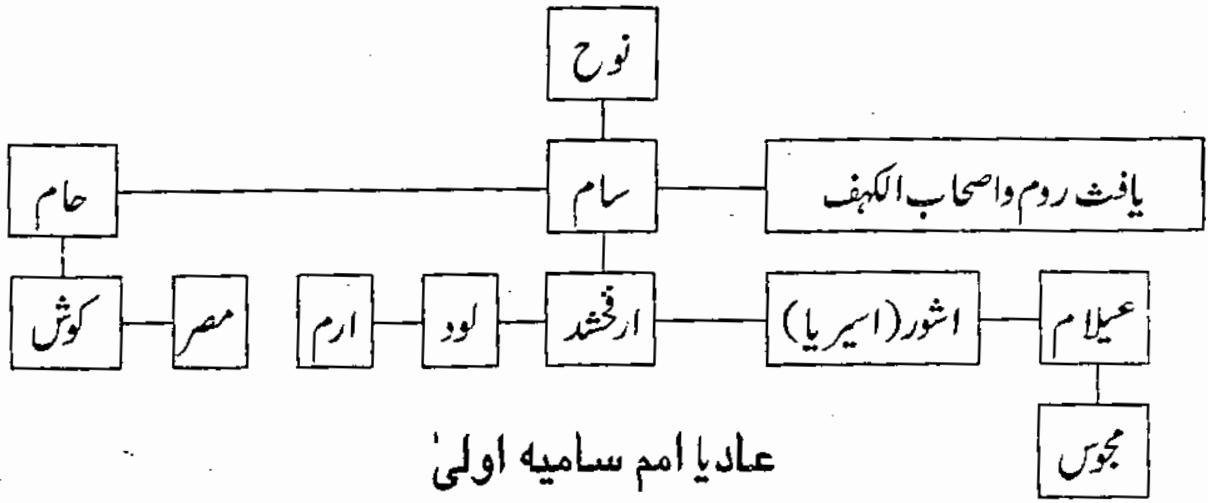 نوح
یافث روم واصحاب الکہف
سام
حام
عیلام
اشور (اسیریا)
ارفخشد
لود
ارم
مصر
کوش
مجوس
عادیا امم سامیہ اولیٰ